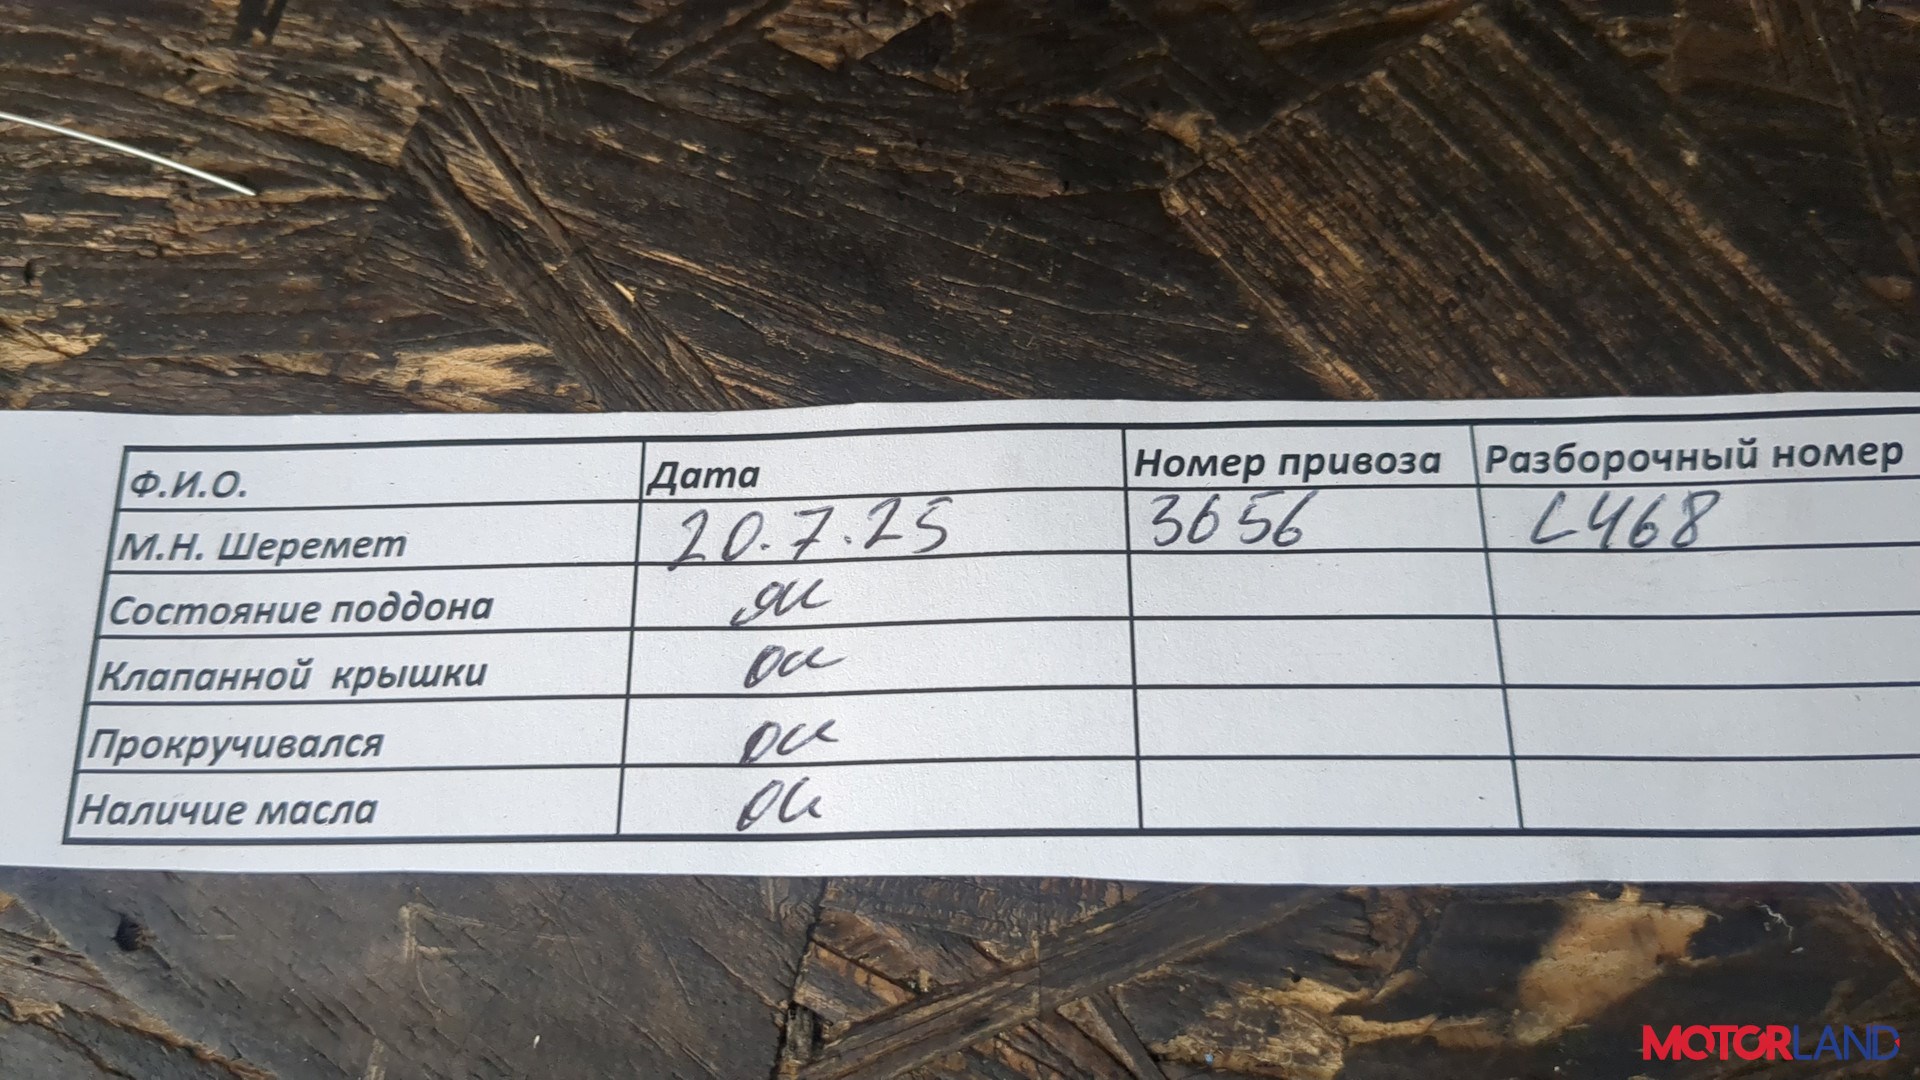 Ф.И.О. Дата Номер привоза Разборочный номер
М.Н. Шеремет 20.7.25 3656 L468
Состояние поддона ок
Клапанной крышки ок
Прокручивался ок
Наличие масла ок
MOTORLAND